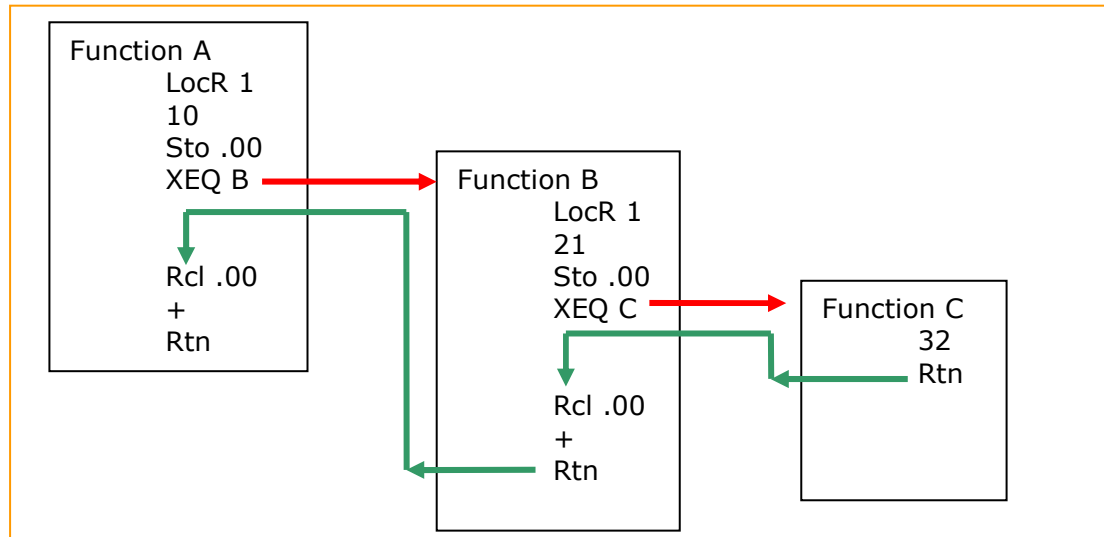 Function A
LocR 1
10
Sto .00
XEQ B
Rcl .00
+
Rtn
Function B
LocR 1
21
Sto .00
XEQ C
Rcl .00
+
Rtn
Function C
32
Rtn